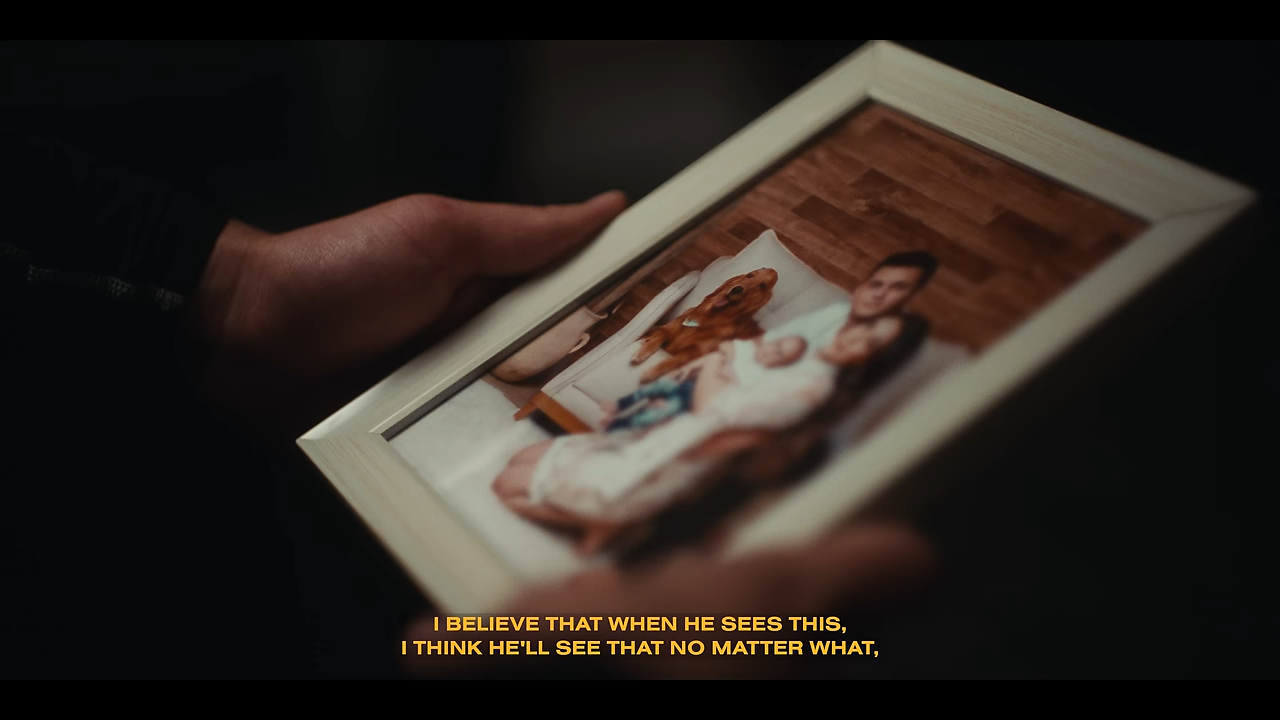 I BELIEVE THAT WHEN HE SEES THIS,
I THINK HE'LL SEE THAT NO MATTER WHAT,